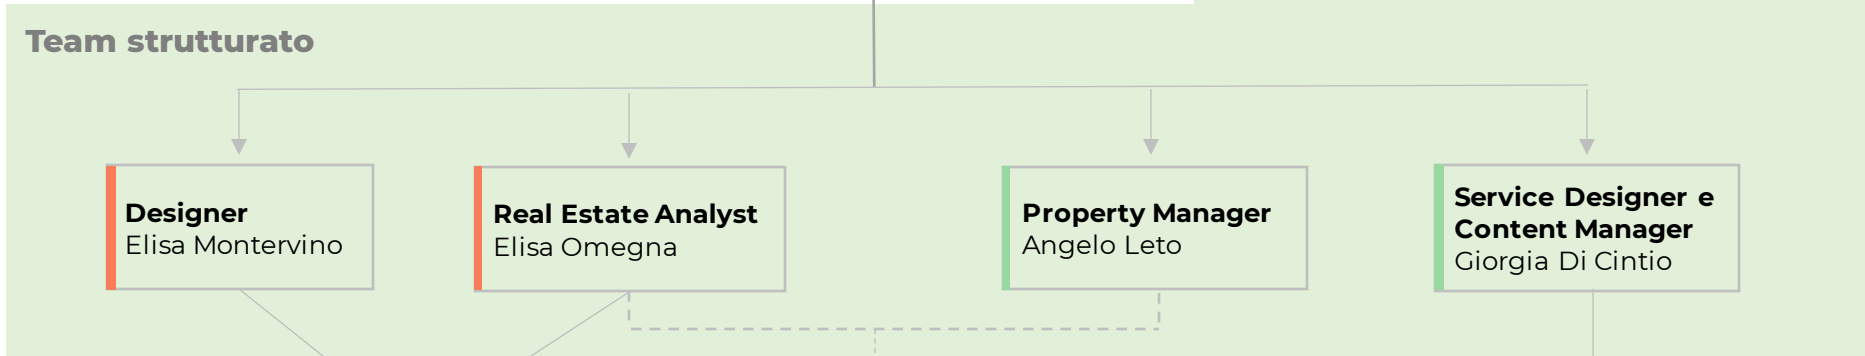 Team strutturato
Designer
Elisa Montervino
Real Estate Analyst
Elisa Omegna
Property Manager
Angelo Leto
Service Designer e
Content Manager
Giorgia Di Cintio